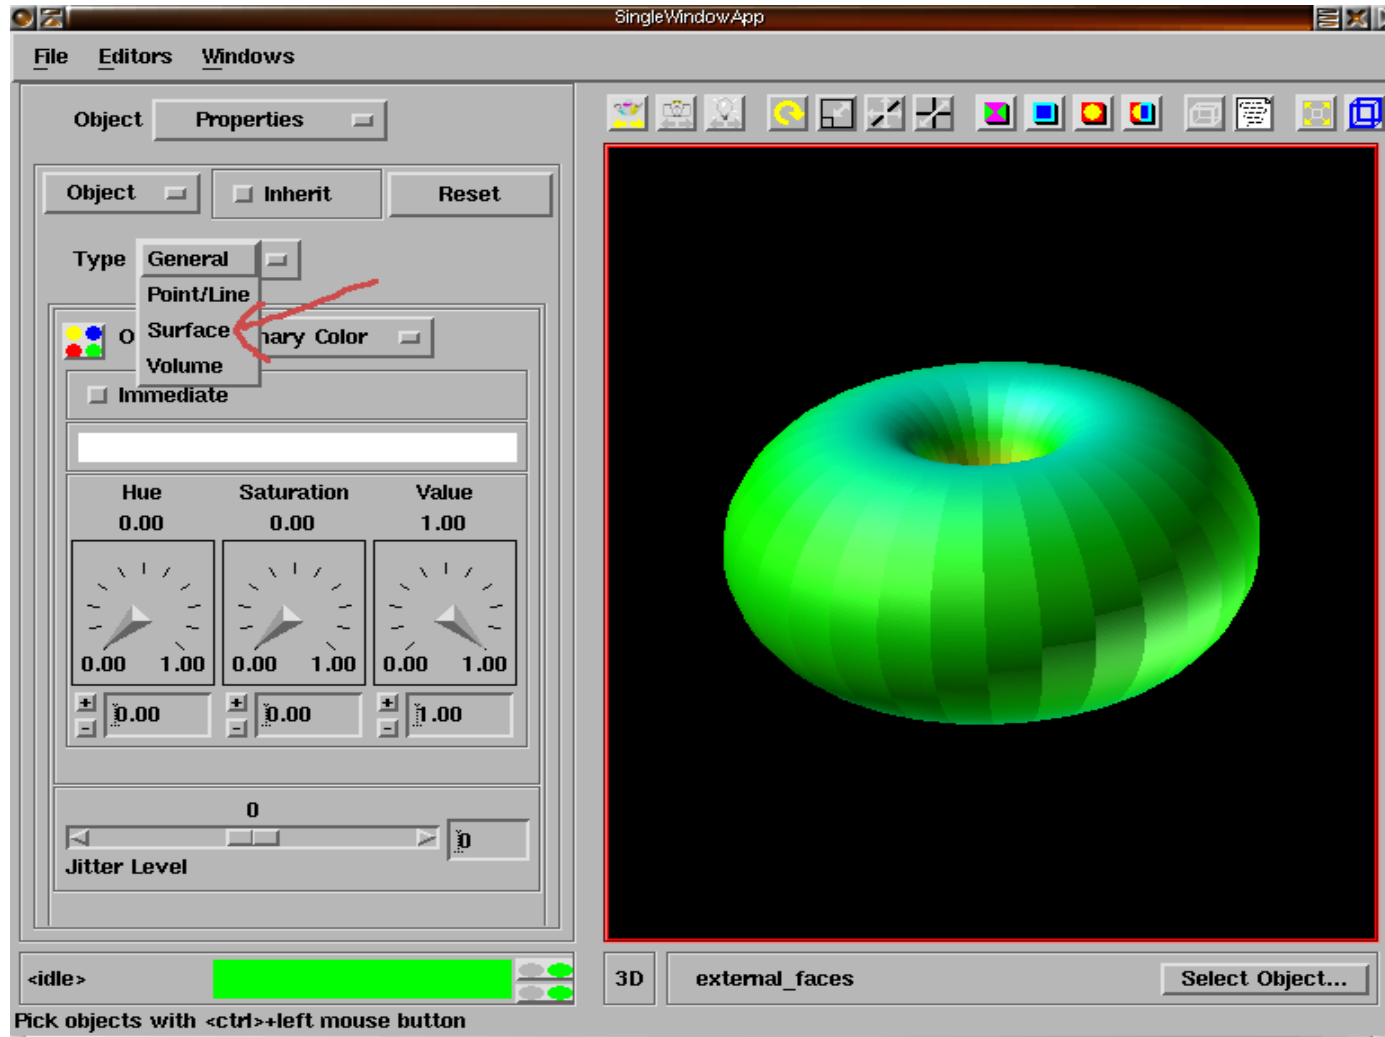 SingleWindowApp
File Editors Windows
Object Properties
Object Inherit Reset
Type General
Point/Line
Surface
Volume
O nary Color
Immediate
Hue Saturation Value
0.00 0.00 1.00
0.00 1.00 0.00 1.00 0.00 1.00
+ - 0.00 + - 0.00 + - 1.00
0
0
Jitter Level
<idle>
3D external_faces Select Object...
Pick objects with <ctrl>+left mouse button